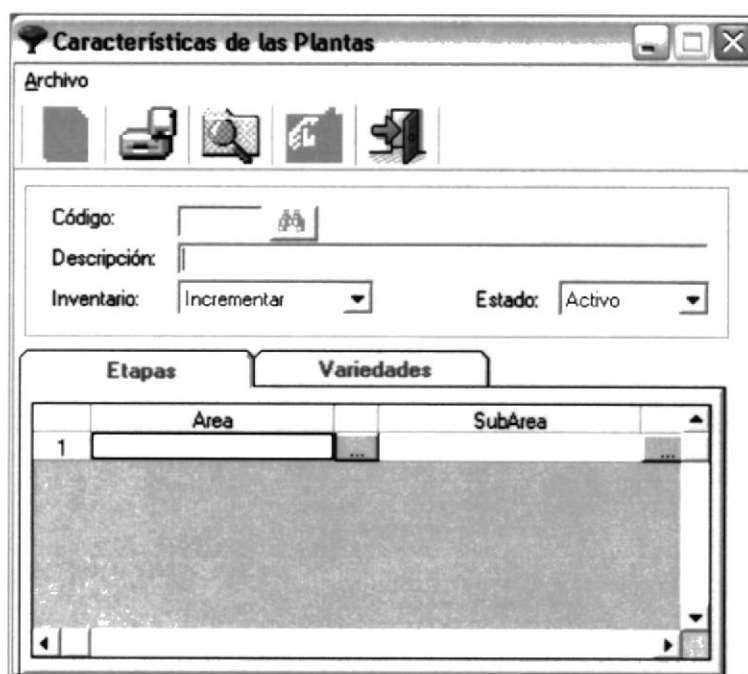 Características de las Plantas
Archivo
Código:
Descripción:
Inventario: Incrementar Estado: Activo
Etapas Variedades
Area ... SubArea
1 ... ...